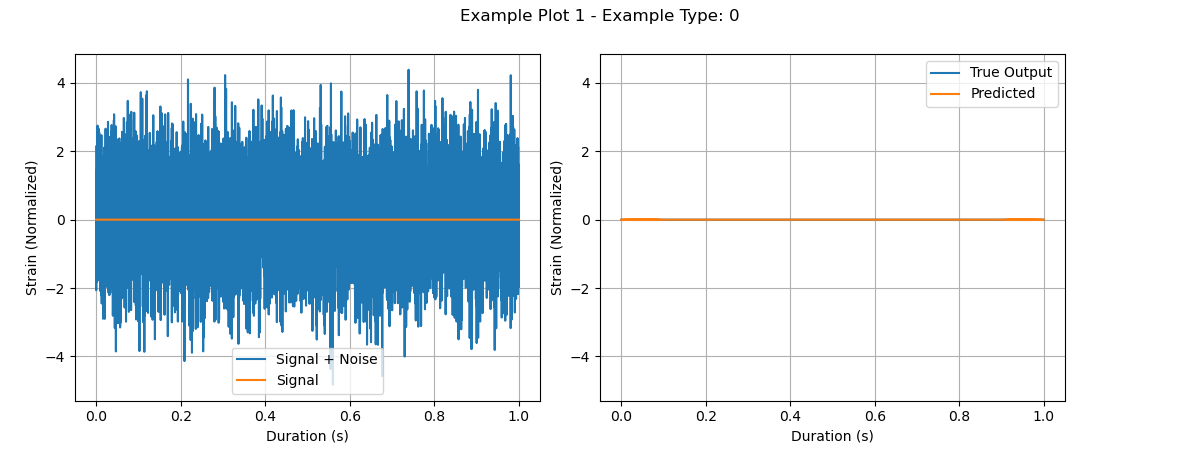 Example Plot 1 - Example Type: 0
4
2
0
−2
−4
Strain (Normalized)
Signal + Noise
Signal
0.0 0.2 0.4 0.6 0.8 1.0
Duration (s)
4
2
0
−2
−4
Strain (Normalized)
True Output
Predicted
0.0 0.2 0.4 0.6 0.8 1.0
Duration (s)